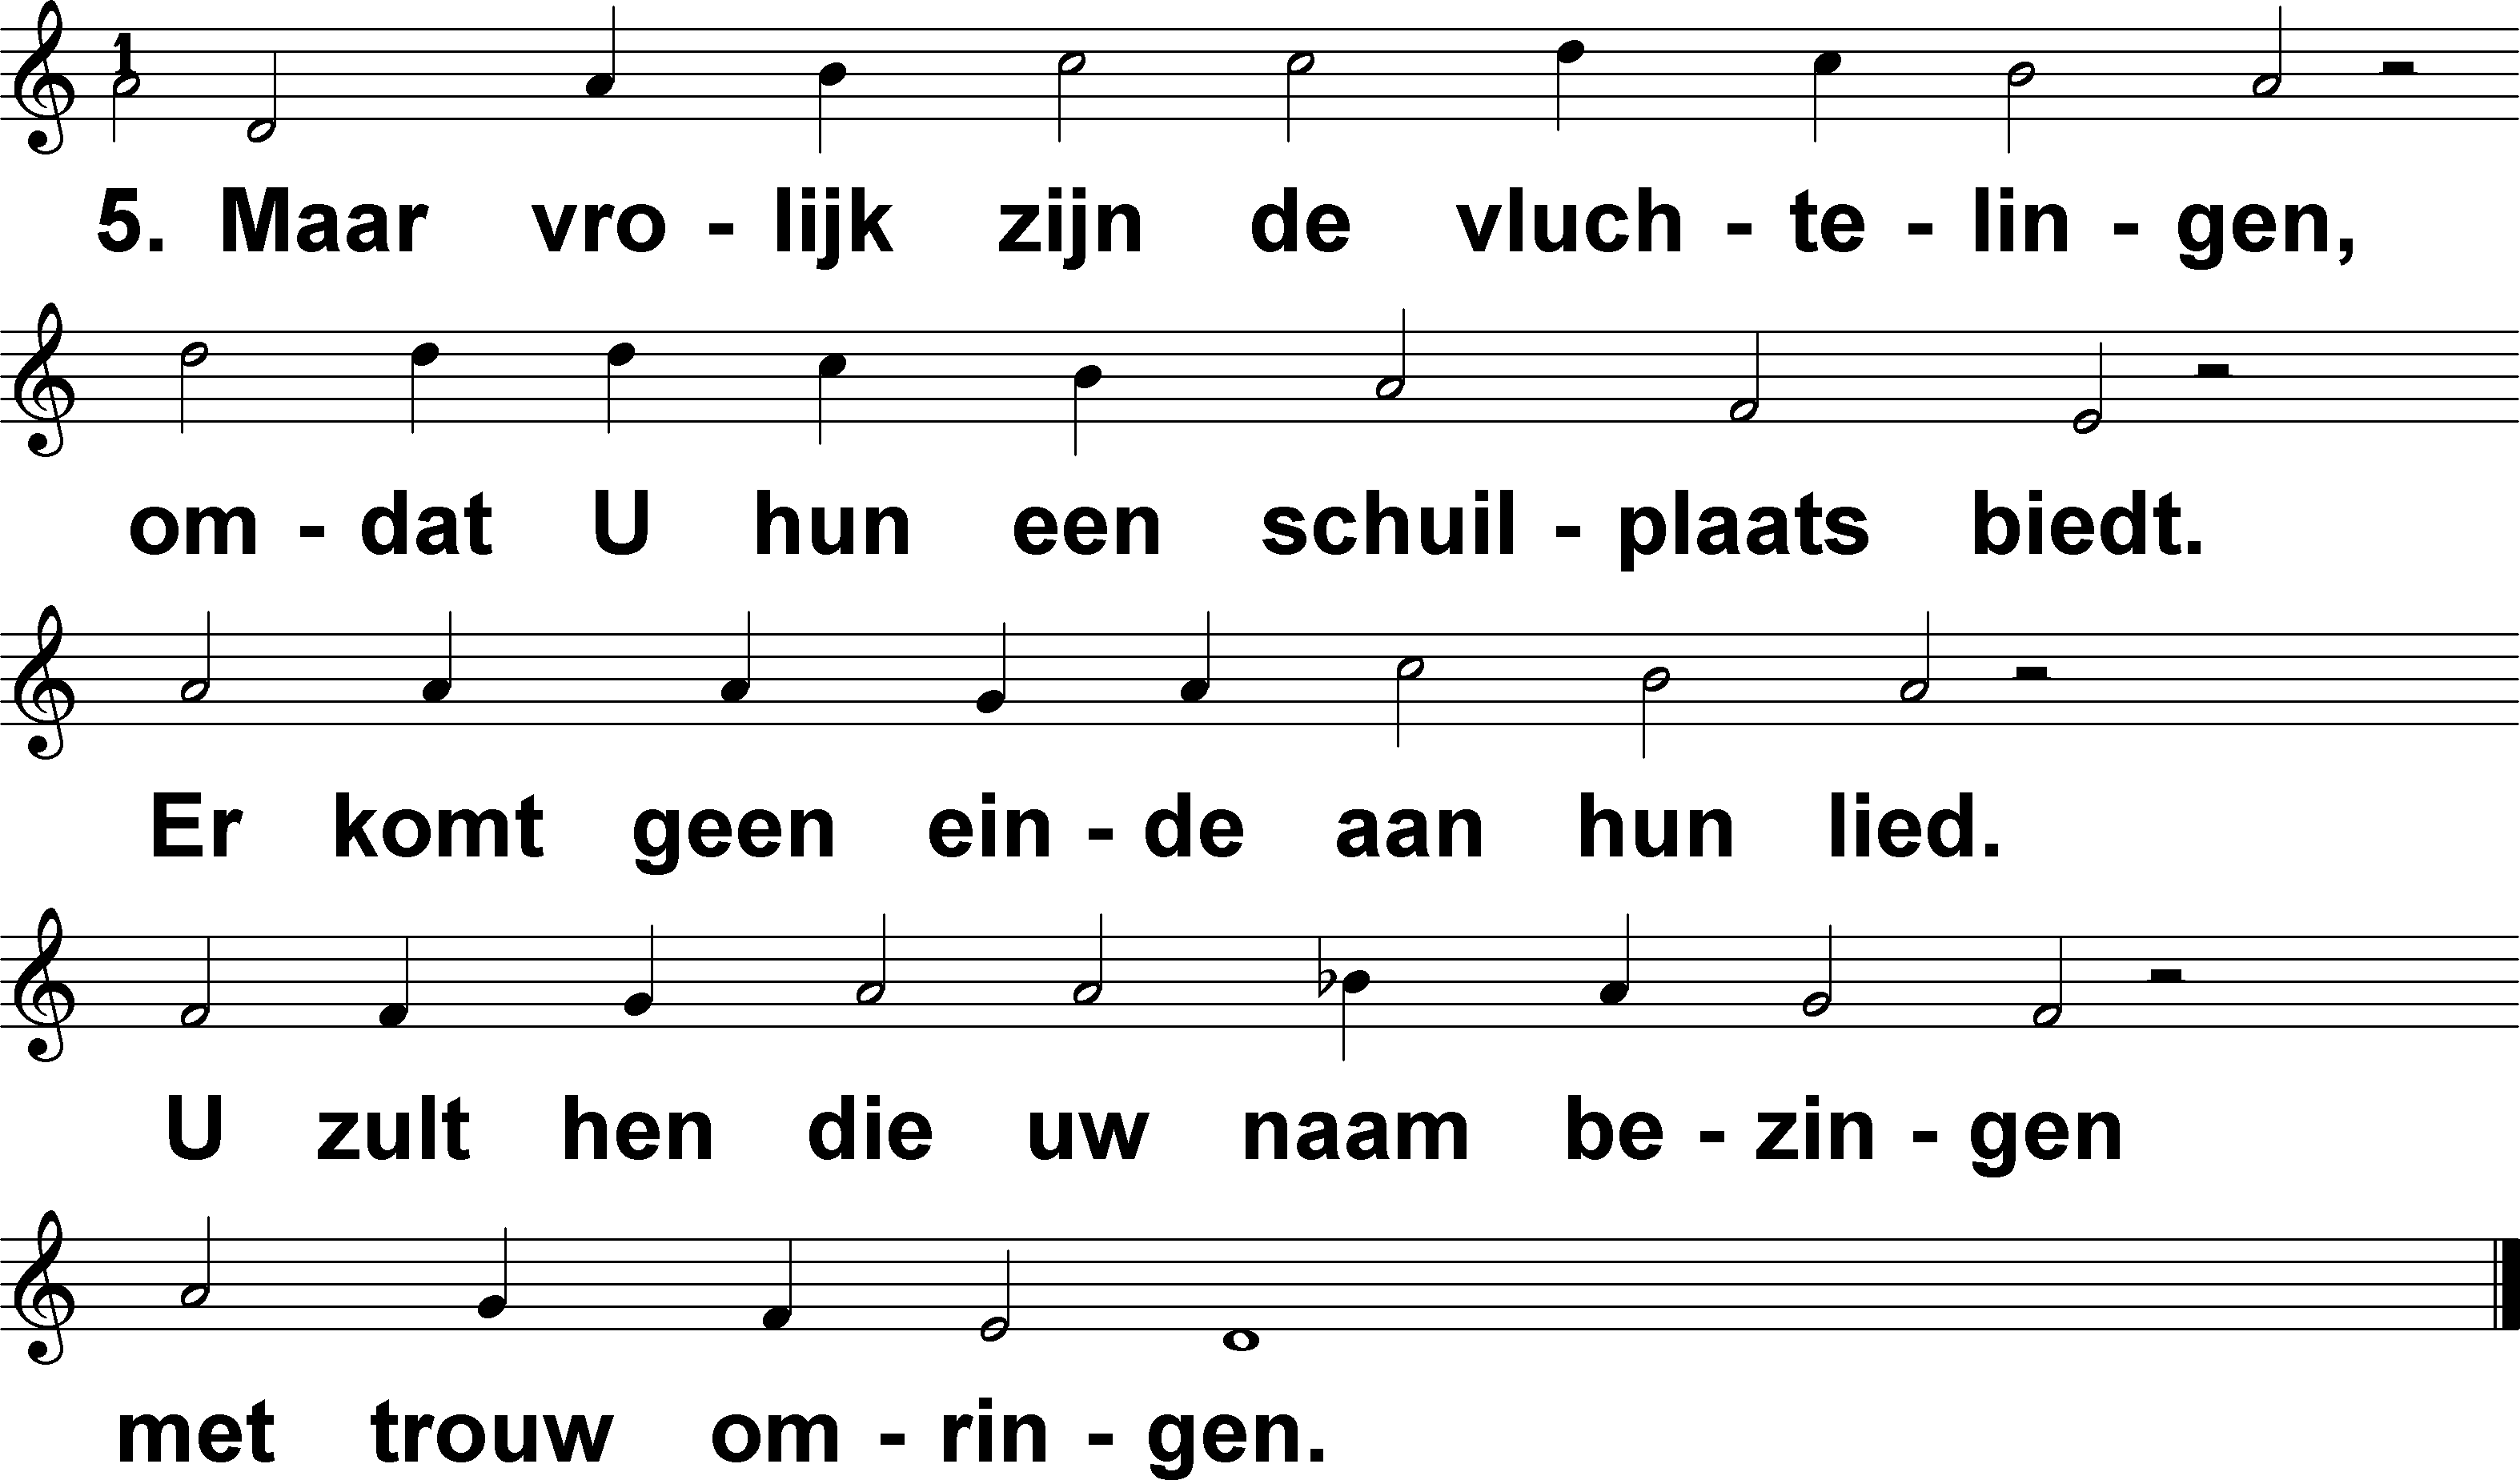 1
5. Maar vro - lijk zijn de vluch - te - lin - gen,
om - dat U hun een schuil - plaats biedt.
Er komt geen ein - de aan hun lied.
U zult hen die uw naam be - zin - gen
met trouw om - rin - gen.